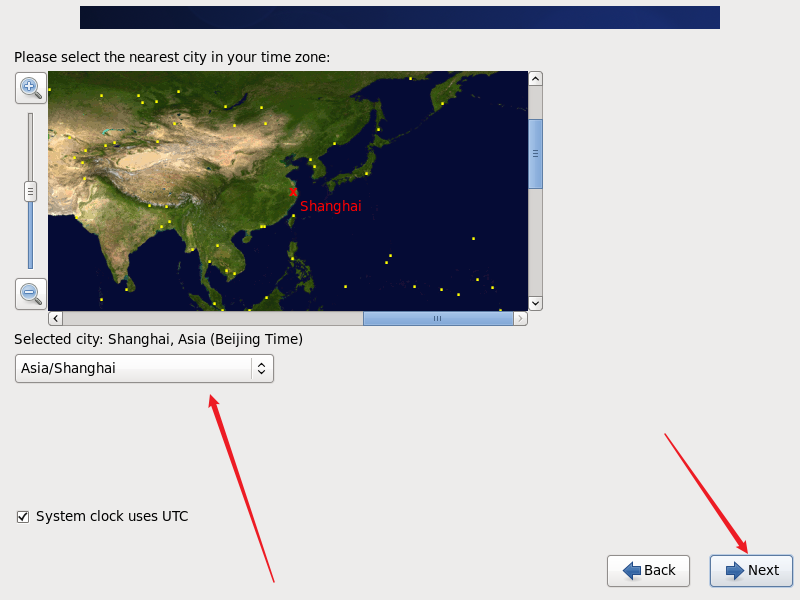 Please select the nearest city in your time zone:
Shanghai
Selected city: Shanghai, Asia (Beijing Time)
Asia/Shanghai
System clock uses UTC
Back
Next